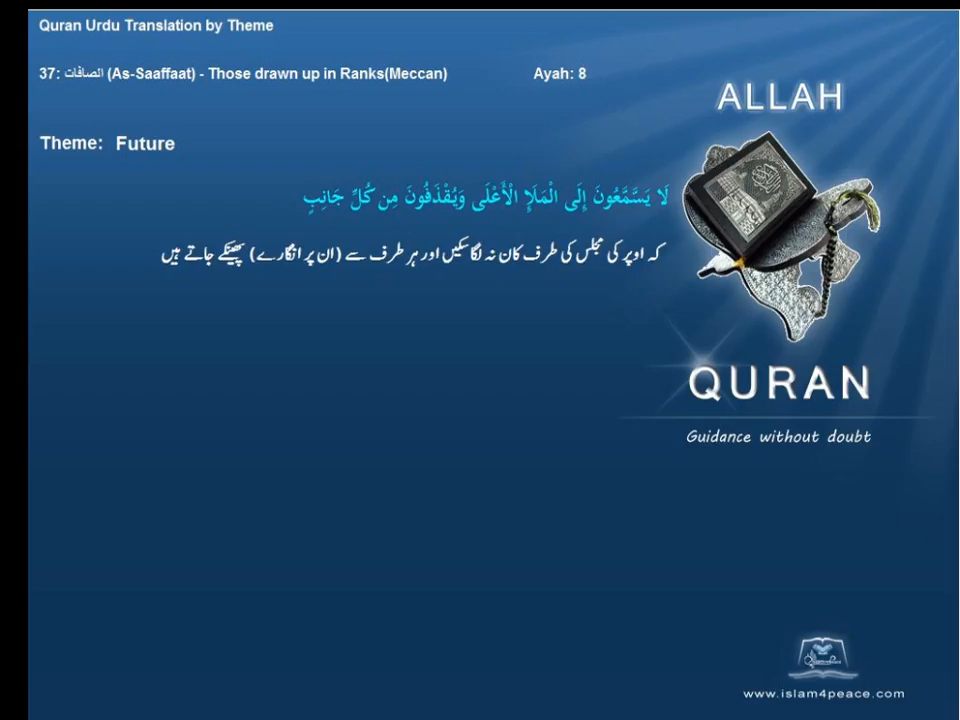 Quran Urdu Translation by Theme
37: الصافات (As-Saaffaat) - Those drawn up in Ranks(Meccan) Ayah: 8
ALLAH
Theme: Future
لَا يَسَّمَّعُونَ إِلَى الْمَلَإِ الْأَعْلَى وَيُقْذَفُونَ مِن كُلِّ جَانِبٍ
کہ اوپر کی مجلس کی طرف کان نہ لگاسکیں اور ہر طرف سے (ان پر انگارے) پھینکے جاتے ہیں
QURAN
Guidance without doubt
www.islam4peace.com